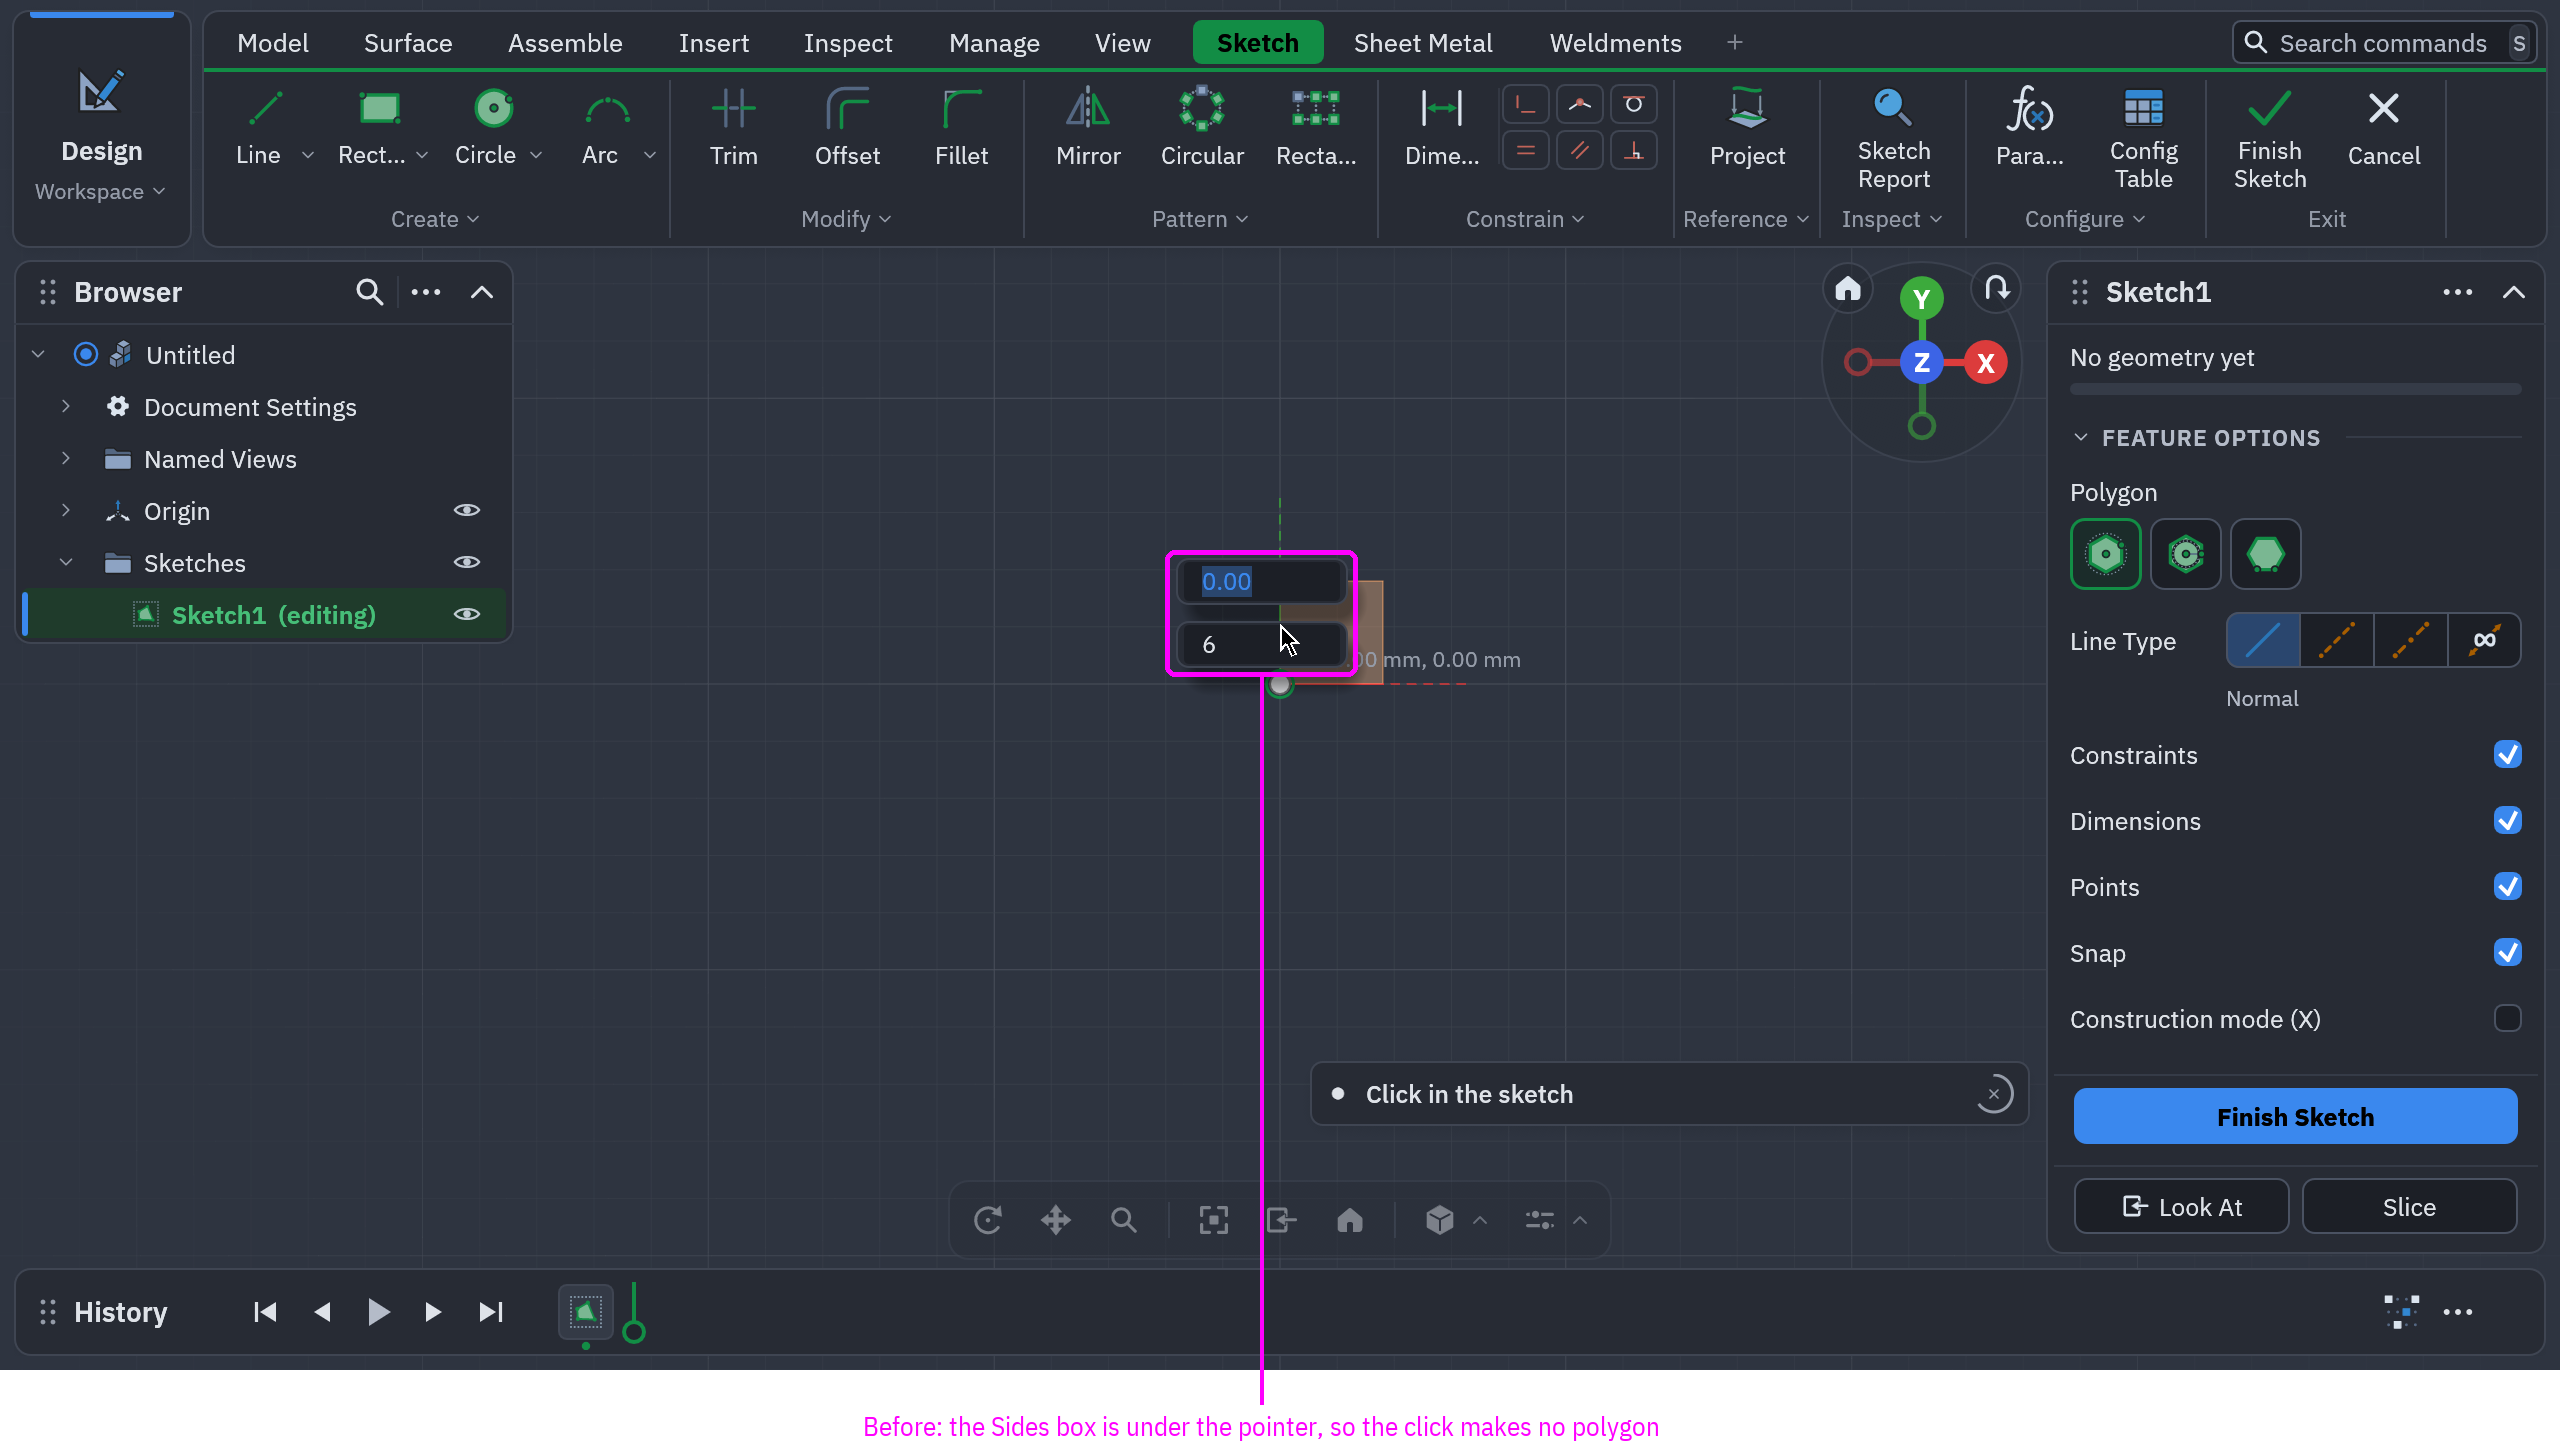 Model Surface Assemble Insert Inspect Manage View Sketch Sheet Metal Weldments +
Search commands S
Design
Workspace
Line Rect... Circle Arc
Create
Trim Offset Fillet
Modify
Mirror Circular Recta...
Pattern
Dime...
Constrain
Project
Reference
Sketch Report
Inspect
Para... Config Table
Configure
Finish Sketch Cancel
Exit
Browser
Untitled
Document Settings
Named Views
Origin
Sketches
Sketch1 (editing)
Y
Z
X
0.00
6
00 mm, 0.00 mm
Sketch1
No geometry yet
FEATURE OPTIONS
Polygon
Line Type
Normal
Constraints
Dimensions
Points
Snap
Construction mode (X)
Finish Sketch
Look At
Slice
Click in the sketch
History
Before: the Sides box is under the pointer, so the click makes no polygon